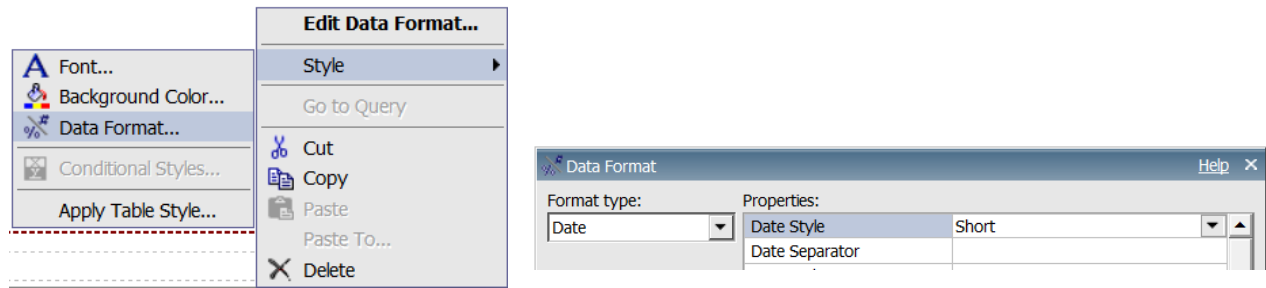 Font...
Background Color...
Data Format...
Conditional Styles...
Apply Table Style...
Edit Data Format...
Style
Go to Query
Cut
Copy
Paste
Paste To...
Delete
Data Format Help
Format type: Properties:
Date Date Style Short
Date Separator